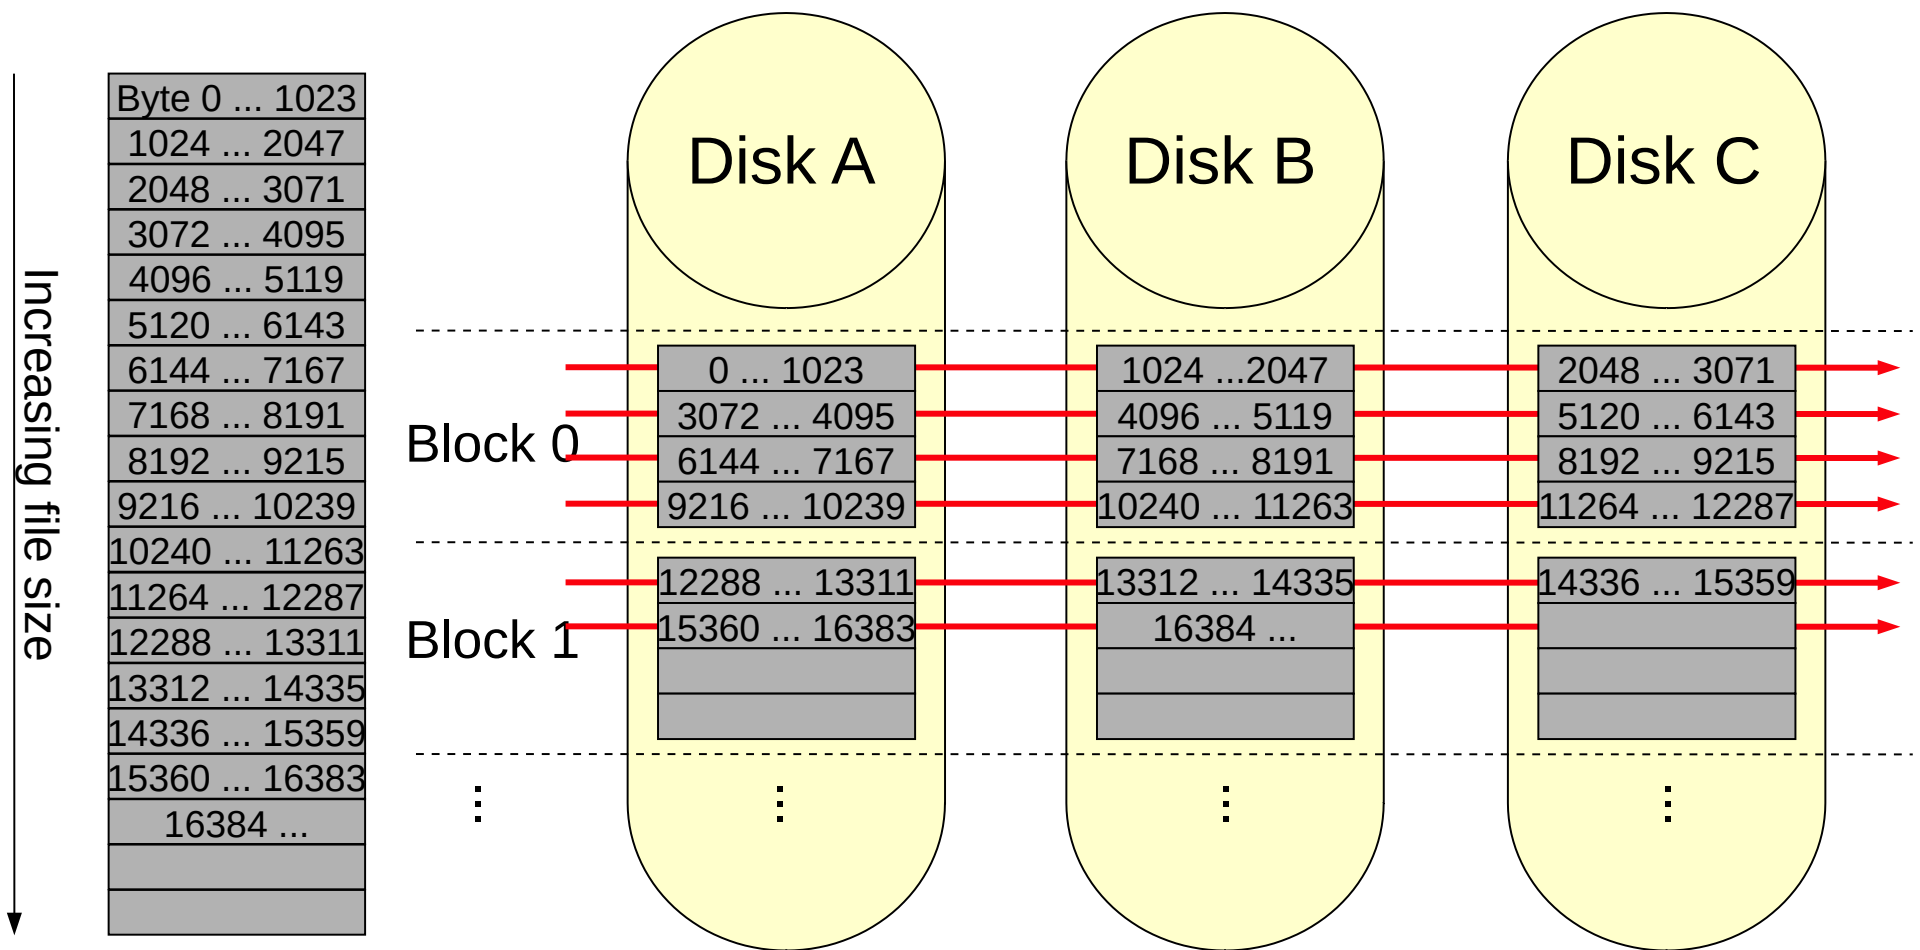 Increasing file size
Byte 0 ... 1023
1024 ... 2047
2048 ... 3071
3072 ... 4095
4096 ... 5119
5120 ... 6143
6144 ... 7167
7168 ... 8191
8192 ... 9215
9216 ... 10239
10240 ... 11263
11264 ... 12287
12288 ... 13311
13312 ... 14335
14336 ... 15359
15360 ... 16383
16384 ...
Disk A
Disk B
Disk C
Block 0
0 ... 1023
1024 ...2047
2048 ... 3071
3072 ... 4095
4096 ... 5119
5120 ... 6143
6144 ... 7167
7168 ... 8191
8192 ... 9215
9216 ... 10239
10240 ... 11263
11264 ... 12287
Block 1
12288 ... 13311
13312 ... 14335
14336 ... 15359
15360 ... 16383
16384 ...